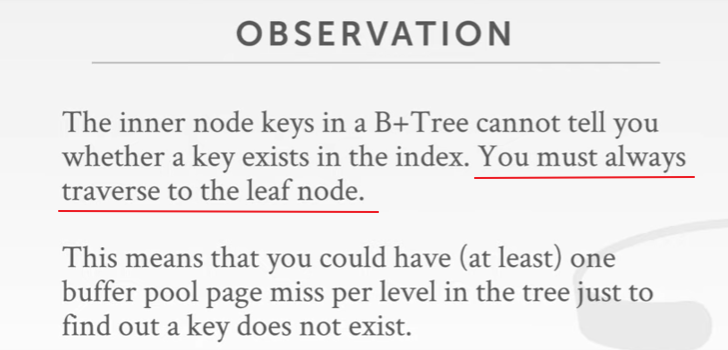 OBSERVATION
The inner node keys in a B+Tree cannot tell you
whether a key exists in the index. You must always
traverse to the leaf node.
This means that you could have (at least) one
buffer pool page miss per level in the tree just to
find out a key does not exist.